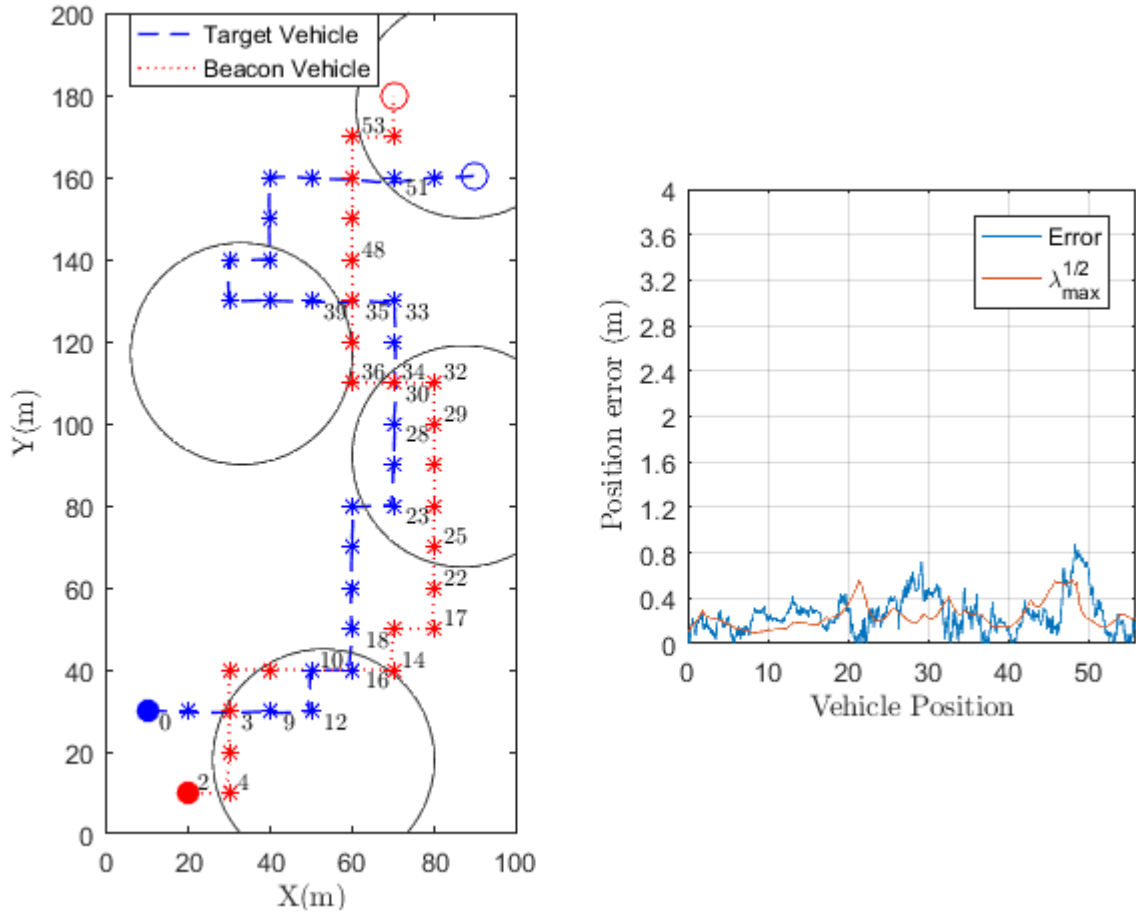 200
180
160
140
120
100
80
60
40
20
0
Y(m)
Target Vehicle
Beacon Vehicle
53
51
48
39 35 33
36 34 32
30
29
28
23
25
22
17
18
10 14
16
0 3 9 12
2 4
0 20 40 60 80 100
X(m)
4
3.6
3.2
2.8
2.4
2
1.6
1.2
0.8
0.4
0
Position error (m)
Error
λmax^1/2
0 10 20 30 40 50
Vehicle Position